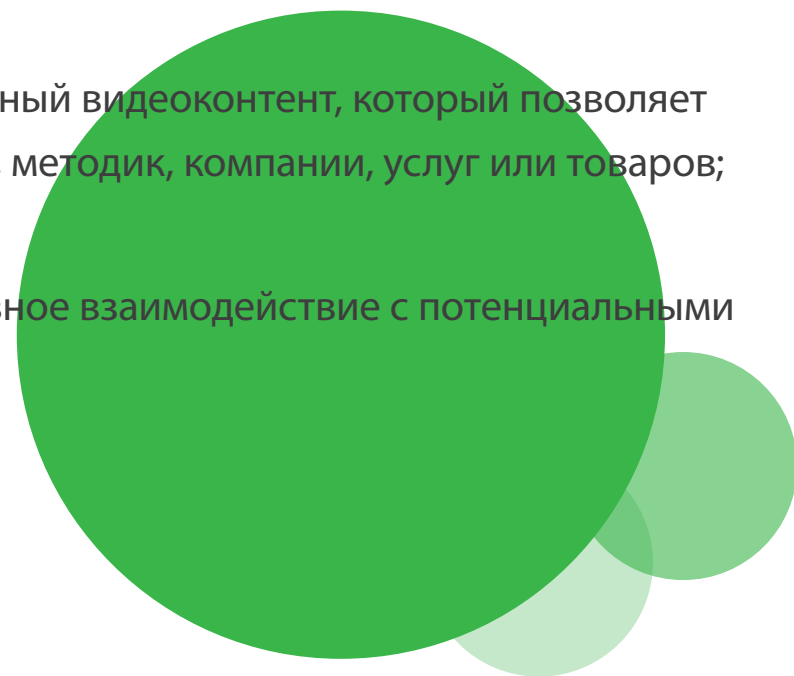 ный видеоконтент, который позволяет
методик, компании, услуг или товаров;
ное взаимодействие с потенциальными